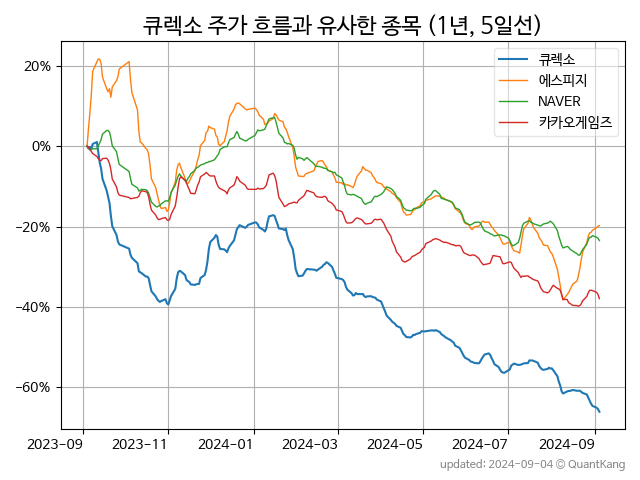 큐렉소 주가 흐름과 유사한 종목 (1년, 5일선)
큐렉소
에스피지
NAVER
카카오게임즈
20%
0%
−20%
−40%
−60%
2023-09 2023-11 2024-01 2024-03 2024-05 2024-07 2024-09
updated: 2024-09-04 © QuantKang